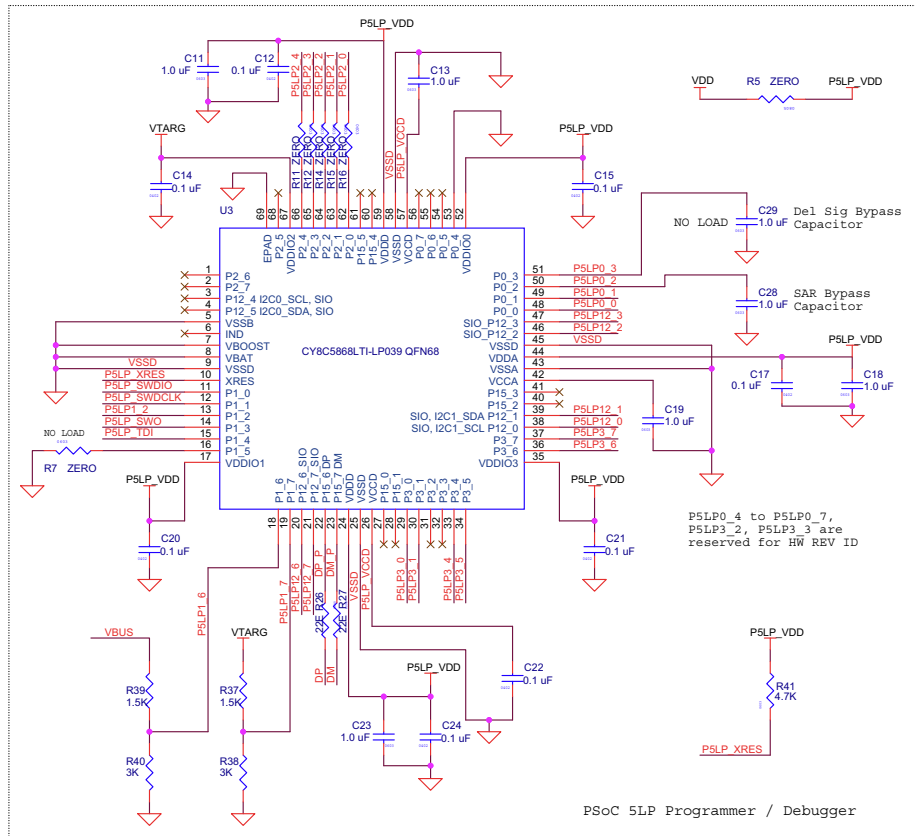 P5LP_VDD
C11
1.0 uF
C12
0.1 uF
P5LP2_4
P5LP2_3
P5LP2_2
P5LP2_1
P5LP2_0
C13
1.0 uF
VDD
R5 ZERO
P5LP_VDD
VTARG
C14
0.1 uF
R11 ZERO
R12 ZERO
R14 ZERO
R15 ZERO
R16 ZERO
VSSD
P5LP_VCCD
P5LP_VDD
C15
0.1 uF
U3
69
68
67
66
65
64
63
62
61
60
59
58
57
56
55
54
53
52
EPAD
P2_5
VDDIO2
P2_4
P2_3
P2_2
P2_1
P2_0
P15_5
P15_4
VDDD
VSSD
VCCD
P0_7
P0_6
P0_5
P0_4
VDDIO0
NO LOAD
C29
1.0 uF
Del Sig Bypass
Capacitor
C28
1.0 uF
SAR Bypass
Capacitor
1 P2_6
2 P2_7
3 P12_4 I2C0_SCL, SIO
4 P12_5 I2C0_SDA, SIO
5 VSSB
6 IND
7 VBOOST
8 VBAT
VSSD 9 VSSD
P5LP_XRES 10 XRES
P5LP_SWDIO 11 P1_0
P5LP_SWDCLK 12 P1_1
P5LP1_2 13 P1_2
P5LP_SWO 14 P1_3
P5LP_TDI 15 P1_4
16 P1_5
17 VDDIO1
CY8C5868LTI-LP039 QFN68
P0_3 51 P5LP0_3
P0_2 50 P5LP0_2
P0_1 49 P5LP0_1
P0_0 48 P5LP0_0
SIO_P12_3 47 P5LP12_3
SIO_P12_2 46 P5LP12_2
VSSD 45 VSSD
VDDA 44
VSSA 43
VCCA 42
P15_3 41
P15_2 40
SIO, I2C1_SDA P12_1 39 P5LP12_1
SIO, I2C1_SCL P12_0 38 P5LP12_0
P3_7 37 P5LP3_7
P3_6 36 P5LP3_6
VDDIO3 35
P5LP_VDD
C17
0.1 uF
C18
1.0 uF
C19
1.0 uF
NO LOAD
R7 ZERO
P5LP_VDD
C20
0.1 uF
P1_6
P1_7
P12_6_SIO
P12_7_SIO
P15_6 DP
P15_7 DM
VDDD
VSSD
VCCD
P15_0
P15_1
P3_0
P3_1
P3_2
P3_3
P3_4
P3_5
18
19
20
21
22
23
24
25
26
27
28
29
30
31
32
33
34
P5LP_VDD
C21
0.1 uF
P5LP0_4 to P5LP0_7,
P5LP3_2, P5LP3_3 are
reserved for HW REV ID
P5LP1_6
P5LP1_7
P5LP12_6
P5LP12_7
DP_P
DM_P
22E R26
22E R27
VSSD
P5LP_VCCD
P5LP3_0
P5LP3_1
P5LP3_4
P5LP3_5
VBUS
VTARG
DP
DM
R39
1.5K
R37
1.5K
R40
3K
R38
3K
P5LP_VDD
C22
0.1 uF
C23
1.0 uF
C24
0.1 uF
P5LP_VDD
R41
4.7K
P5LP_XRES
PSoC 5LP Programmer / Debugger